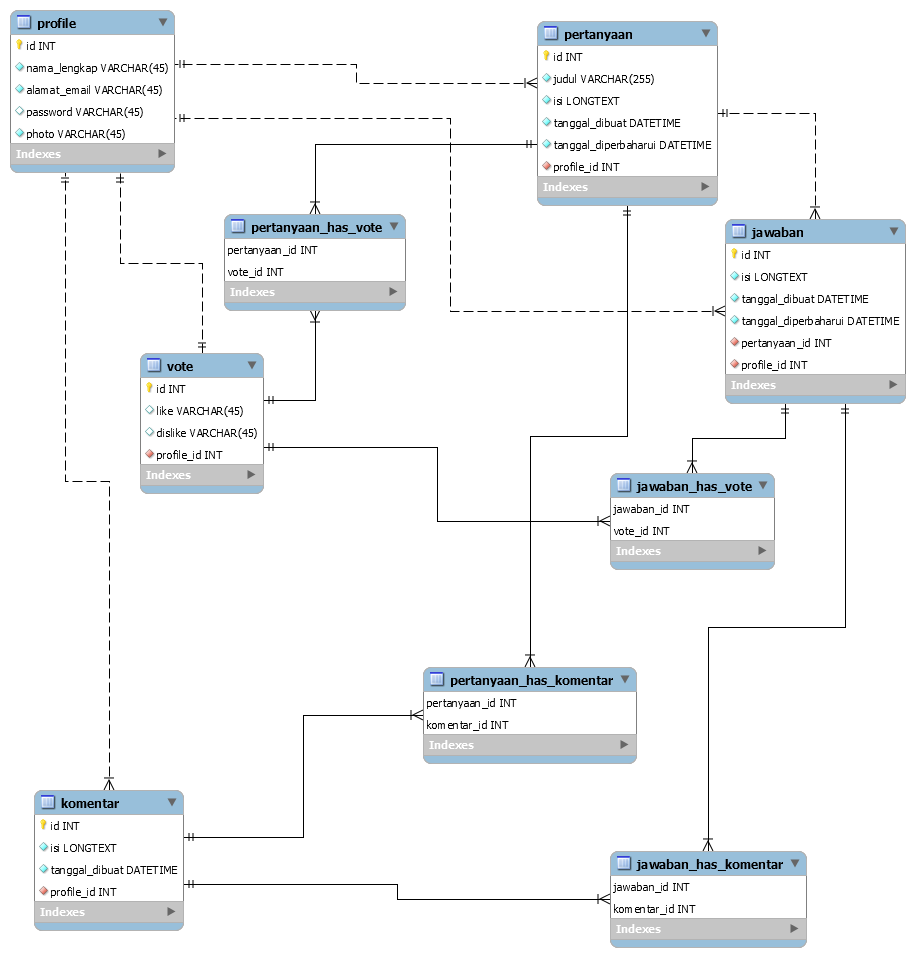 profile
id INT
nama_lengkap VARCHAR(45)
alamat_email VARCHAR(45)
password VARCHAR(45)
photo VARCHAR(45)
Indexes
pertanyaan
id INT
judul VARCHAR(255)
isi LONGTEXT
tanggal_dibuat DATETIME
tanggal_diperbaharui DATETIME
profile_id INT
Indexes
pertanyaan_has_vote
pertanyaan_id INT
vote_id INT
Indexes
jawaban
id INT
isi LONGTEXT
tanggal_dibuat DATETIME
tanggal_diperbaharui DATETIME
pertanyaan_id INT
profile_id INT
Indexes
vote
id INT
like VARCHAR(45)
dislike VARCHAR(45)
profile_id INT
Indexes
jawaban_has_vote
jawaban_id INT
vote_id INT
Indexes
pertanyaan_has_komentar
pertanyaan_id INT
komentar_id INT
Indexes
komentar
id INT
isi LONGTEXT
tanggal_dibuat DATETIME
profile_id INT
Indexes
jawaban_has_komentar
jawaban_id INT
komentar_id INT
Indexes